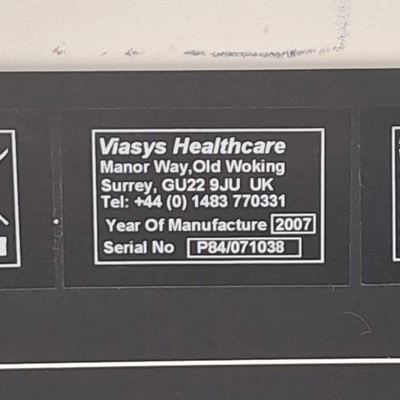 Viasys Healthcare
Manor Way,Old Woking
Surrey, GU22 9JU UK
Tel: +44 (0) 1483 770331
Year Of Manufacture 2007
Serial No P84/071038